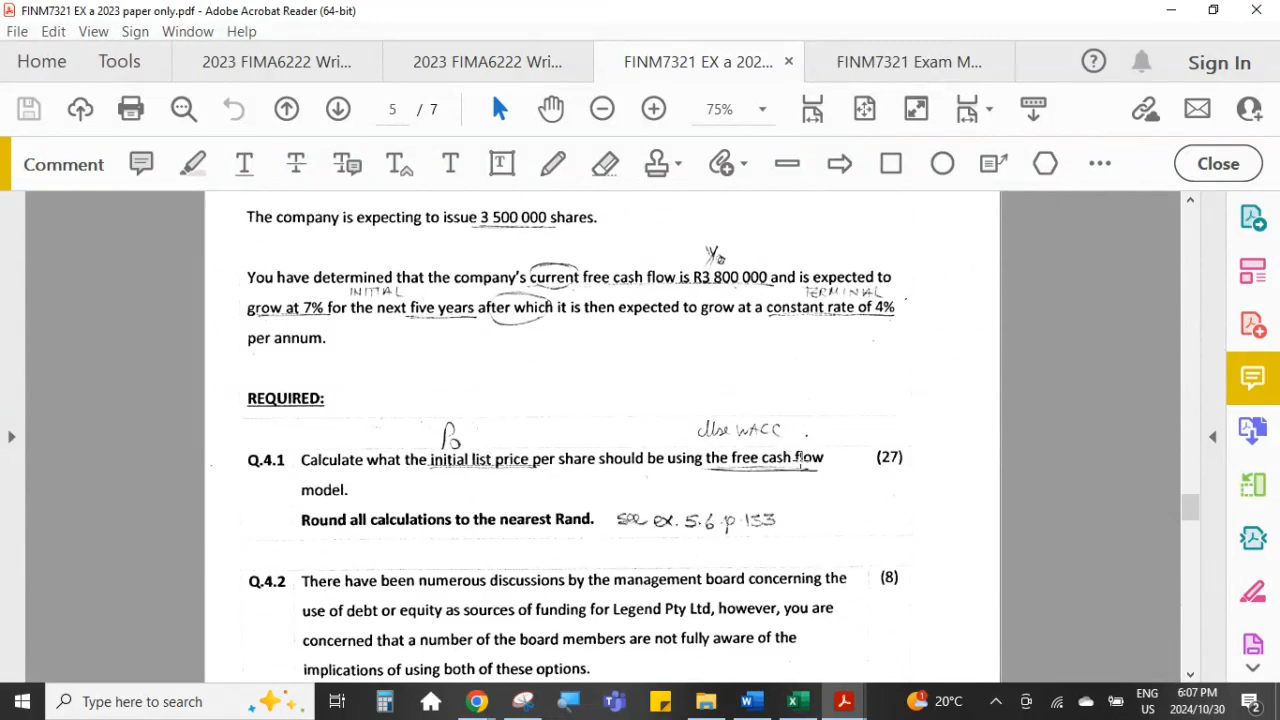 FINM7321 EX a 2023 paper only.pdf - Adobe Acrobat Reader (64-bit)
File Edit View Sign Window Help
Home Tools 2023 FIMA6222 Wri... 2023 FIMA6222 Wri... FINM7321 EX a 202... FINM7321 Exam M... Sign In
5 / 7 75%
Comment Close
The company is expecting to issue 3 500 000 shares.
You have determined that the company's current free cash flow is R3 800 000 and is expected to
INITIAL TERMINAL
grow at 7% for the next five years after which it is then expected to grow at a constant rate of 4%
per annum.
REQUIRED:
P0 Use WACC
Q.4.1 Calculate what the initial list price per share should be using the free cash flow (27)
model.
Round all calculations to the nearest Rand. see ex. 5.6 p.133
Q.4.2 There have been numerous discussions by the management board concerning the (8)
use of debt or equity as sources of funding for Legend Pty Ltd, however, you are
concerned that a number of the board members are not fully aware of the
implications of using both of these options.
Type here to search 20°C ENG 6:07 PM
US 2024/10/30 2